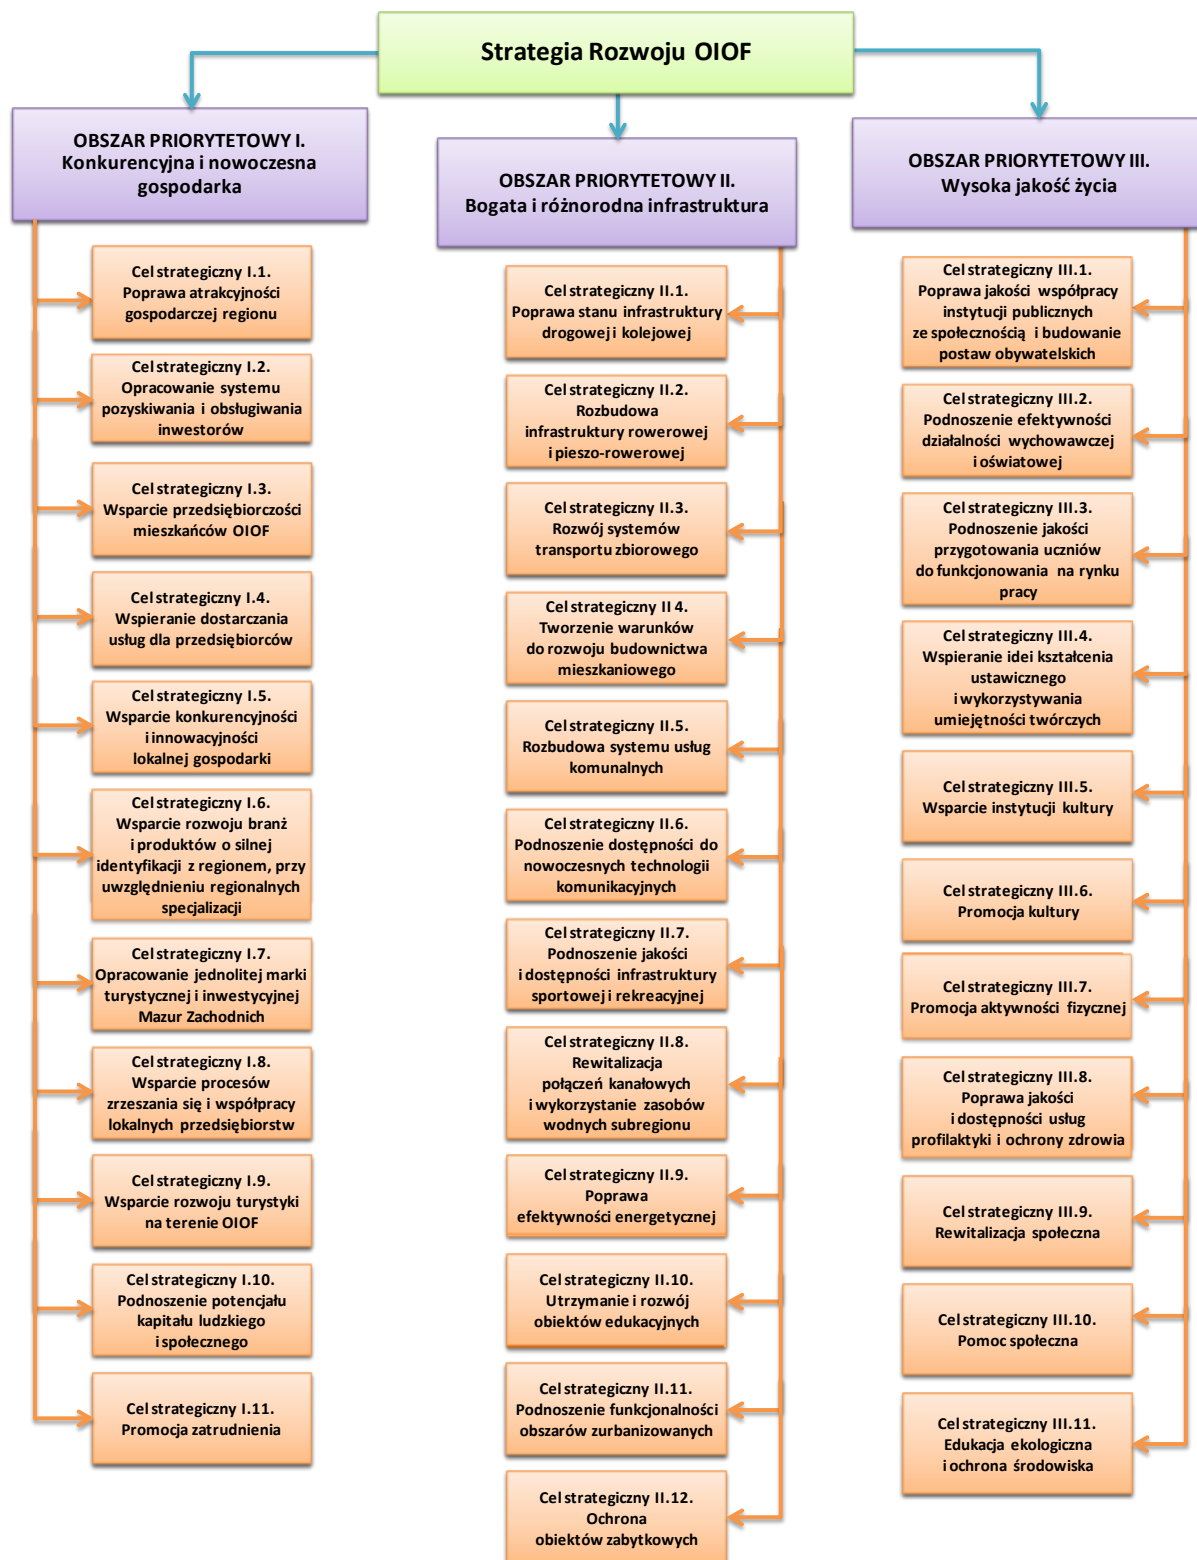 Strategia Rozwoju OIOF
OBSZAR PRIORYTETOWY I.
Konkurencyjna i nowoczesna
gospodarka
Cel strategiczny I.1.
Poprawa atrakcyjności
gospodarczej regionu
Cel strategiczny I.2.
Opracowanie systemu
pozyskiwania i obsługiwania
inwestorów
Cel strategiczny I.3.
Wsparcie przedsiębiorczości
mieszkańców OIOF
Cel strategiczny I.4.
Wspieranie dostarczania
usług dla przedsiębiorców
Cel strategiczny I.5.
Wsparcie konkurencyjności
i innowacyjności
lokalnej gospodarki
Cel strategiczny I.6.
Wsparcie rozwoju branż
i produktów o silnej
identyfikacji z regionem, przy
uwzględnieniu regionalnych
specjalizacji
Cel strategiczny I.7.
Opracowanie jednolitej marki
turystycznej i inwestycyjnej
Mazur Zachodnich
Cel strategiczny I.8.
Wsparcie procesów
zrzeszania się i współpracy
lokalnych przedsiębiorstw
Cel strategiczny I.9.
Wsparcie rozwoju turystyki
na terenie OIOF
Cel strategiczny I.10.
Podnoszenie potencjału
kapitału ludzkiego
i społecznego
Cel strategiczny I.11.
Promocja zatrudnienia
OBSZAR PRIORYTETOWY II.
Bogata i różnorodna infrastruktura
Cel strategiczny II.1.
Poprawa stanu infrastruktury
drogowej i kolejowej
Cel strategiczny II.2.
Rozbudowa
infrastruktury rowerowej
i pieszo-rowerowej
Cel strategiczny II.3.
Rozwój systemów
transportu zbiorowego
Cel strategiczny II 4.
Tworzenie warunków
do rozwoju budownictwa
mieszkaniowego
Cel strategiczny II.5.
Rozbudowa systemu usług
komunalnych
Cel strategiczny II.6.
Podnoszenie dostępności do
nowoczesnych technologii
komunikacyjnych
Cel strategiczny II.7.
Podnoszenie jakości
i dostępności infrastruktury
sportowej i rekreacyjnej
Cel strategiczny II.8.
Rewitalizacja
połączeń kanałowych
i wykorzystanie zasobów
wodnych subregionu
Cel strategiczny II.9.
Poprawa
efektywności energetycznej
Cel strategiczny II.10.
Utrzymanie i rozwój
obiektów edukacyjnych
Cel strategiczny II.11.
Podnoszenie funkcjonalności
obszarów zurbanizowanych
Cel strategiczny II.12.
Ochrona
obiektów zabytkowych
OBSZAR PRIORYTETOWY III.
Wysoka jakość życia
Cel strategiczny III.1.
Poprawa jakości współpracy
instytucji publicznych
ze społecznością i budowanie
postaw obywatelskich
Cel strategiczny III.2.
Podnoszenie efektywności
działalności wychowawczej
i oświatowej
Cel strategiczny III.3.
Podnoszenie jakości
przygotowania uczniów
do funkcjonowania na rynku
pracy
Cel strategiczny III.4.
Wspieranie idei kształcenia
ustawicznego
i wykorzystywania
umiejętności twórczych
Cel strategiczny III.5.
Wsparcie instytucji kultury
Cel strategiczny III.6.
Promocja kultury
Cel strategiczny III.7.
Promocja aktywności fizycznej
Cel strategiczny III.8.
Poprawa jakości
i dostępności usług
profilaktyki i ochrony zdrowia
Cel strategiczny III.9.
Rewitalizacja społeczna
Cel strategiczny III.10.
Pomoc społeczna
Cel strategiczny III.11.
Edukacja ekologiczna
i ochrona środowiska